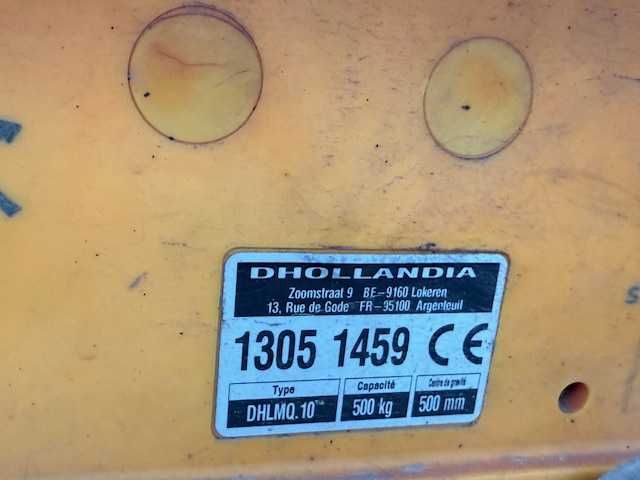 DHOLLANDIA
Zoomstraat 9 BE-9160 Lokeren
13, Rue de Gode FR-95100 Argenteuil
1305 1459 CE
Type Capacité Centre de gravité
DHLMQ.10 500 kg 500 mm